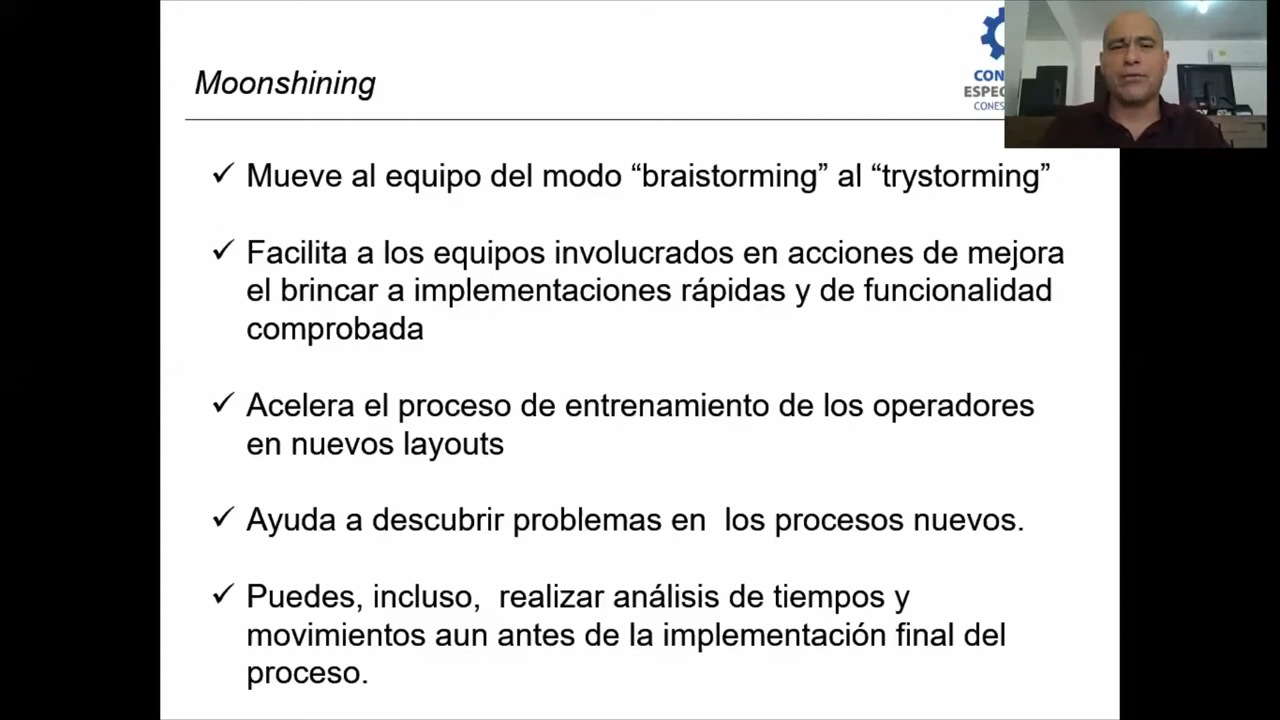 Moonshining
CON
ESPEC
CONES
Mueve al equipo del modo “braistorming” al “trystorming”
Facilita a los equipos involucrados en acciones de mejora
el brincar a implementaciones rápidas y de funcionalidad
comprobada
Acelera el proceso de entrenamiento de los operadores
en nuevos layouts
Ayuda a descubrir problemas en  los procesos nuevos.
Puedes, incluso,  realizar análisis de tiempos y
movimientos aun antes de la implementación final del
proceso.